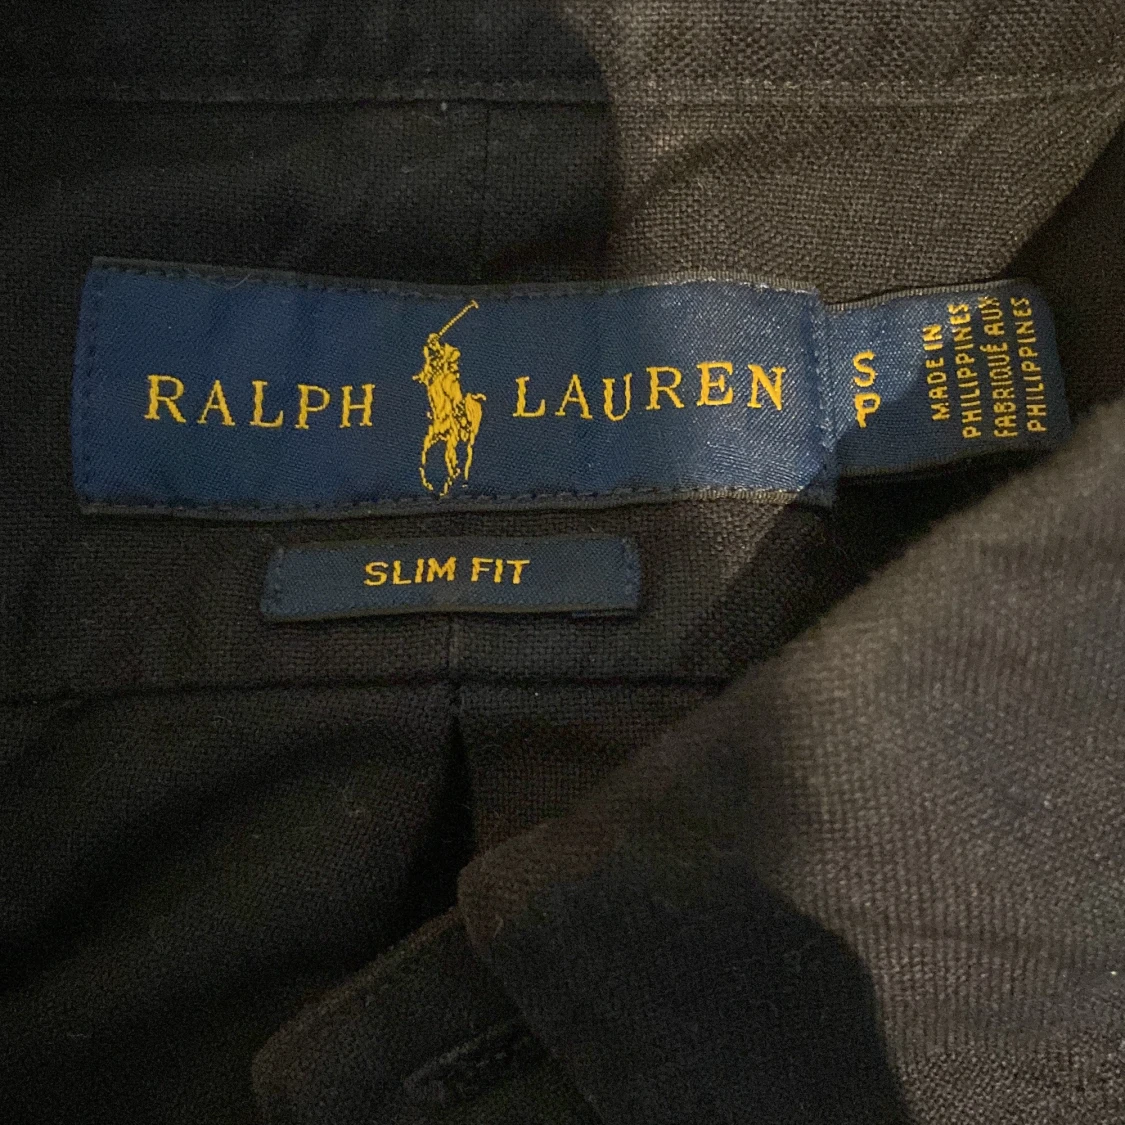 RALPH LAUREN
S
P
MADE IN
PHILIPPINES
FABRIQUÉ AUX
PHILIPPINES
SLIM FIT